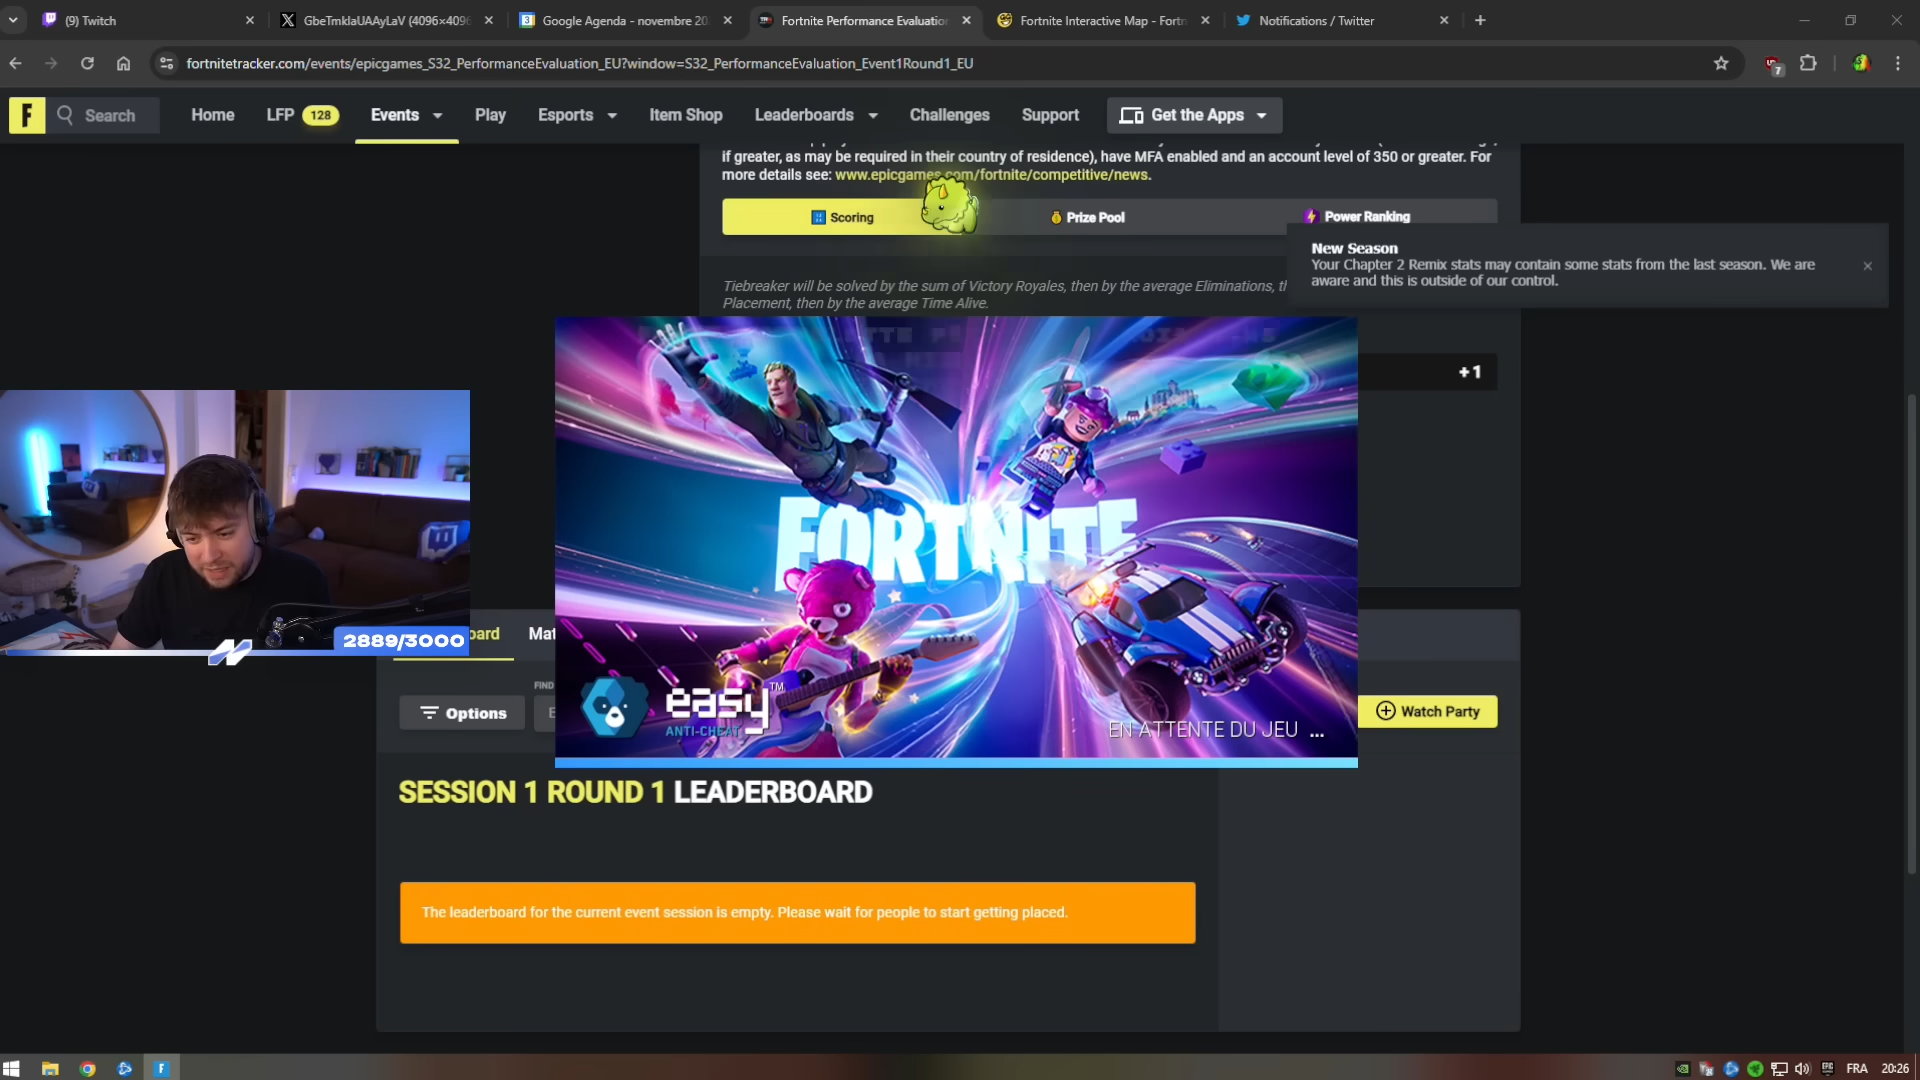 (9) Twitch
GbeTmklaUAAyLaV (4096×4096
Google Agenda - novembre 20
Fortnite Performance Evaluation
Fortnite Interactive Map - Fortn
Notifications / Twitter
fortnitetracker.com/events/epicgames_S32_PerformanceEvaluation_EU?window=S32_PerformanceEvaluation_Event1Round1_EU
7
F
Search
Home
LFP 128
Events
Play
Esports
Item Shop
Leaderboards
Challenges
Support
Get the Apps
if greater, as may be required in their country of residence), have MFA enabled and an account level of 350 or greater. For
more details see: www.epicgames.com/fortnite/competitive/news.
Scoring
Prize Pool
Power Ranking
New Season
Your Chapter 2 Remix stats may contain some stats from the last season. We are
aware and this is outside of our control.
Tiebreaker will be solved by the sum of Victory Royales, then by the average Eliminations, th
Placement, then by the average Time Alive.
+1
FORTNITE
2889/3000
oard
Mat
FIND
Options
E
easy™
ANTI-CHEAT
EN ATTENTE DU JEU ...
Watch Party
SESSION 1 ROUND 1 LEADERBOARD
The leaderboard for the current event session is empty. Please wait for people to start getting placed.
FRA
20:26